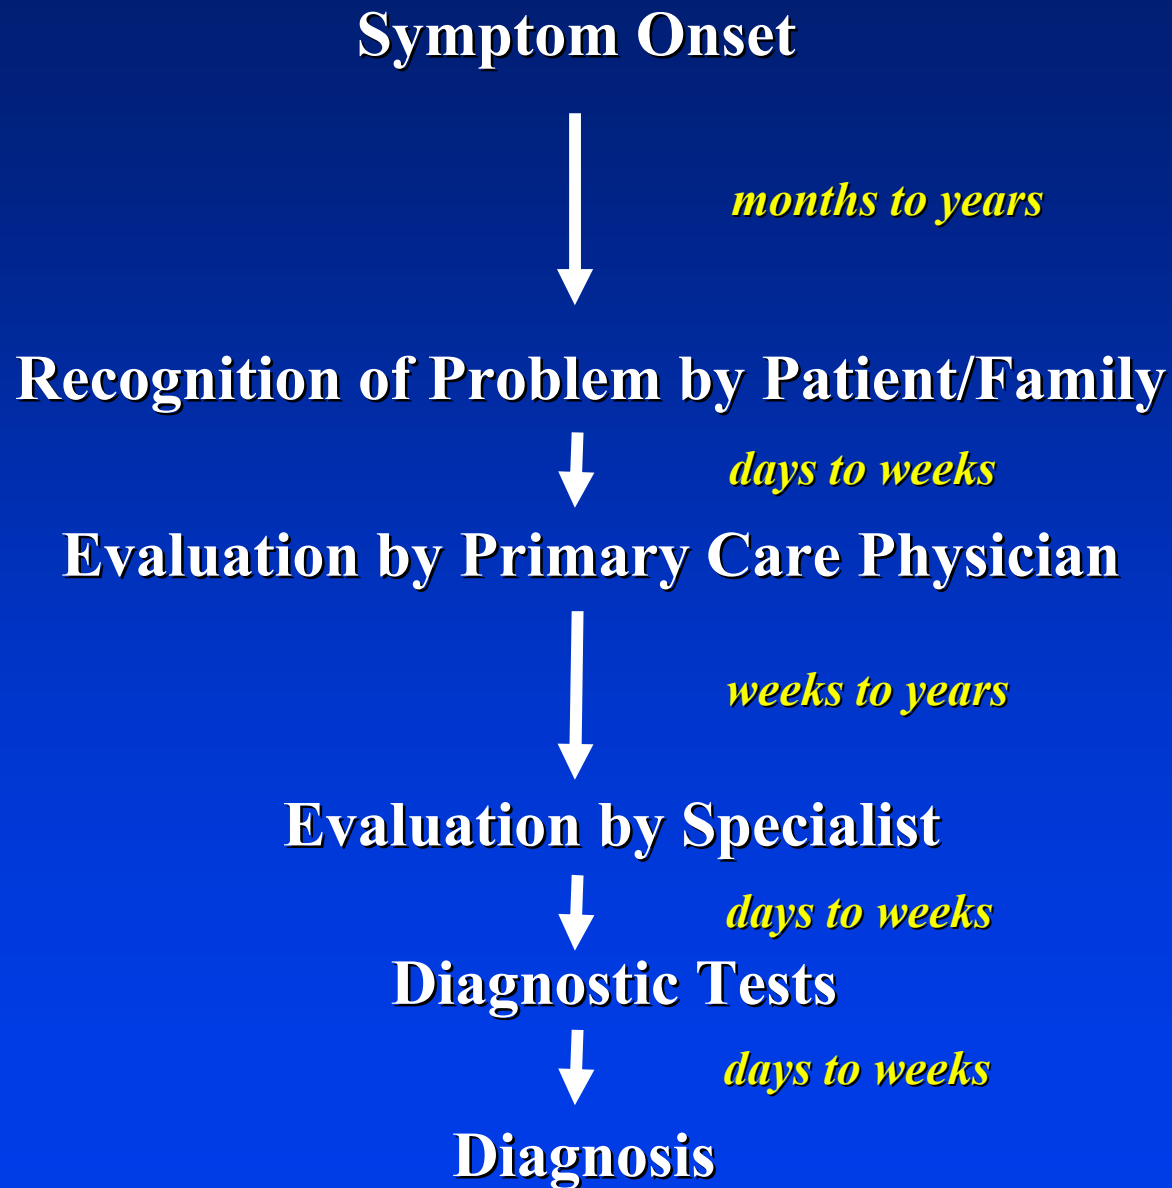 Symptom Onset
months to years
Recognition of Problem by Patient/Family
days to weeks
Evaluation by Primary Care Physician
weeks to years
Evaluation by Specialist
days to weeks
Diagnostic Tests
days to weeks
Diagnosis